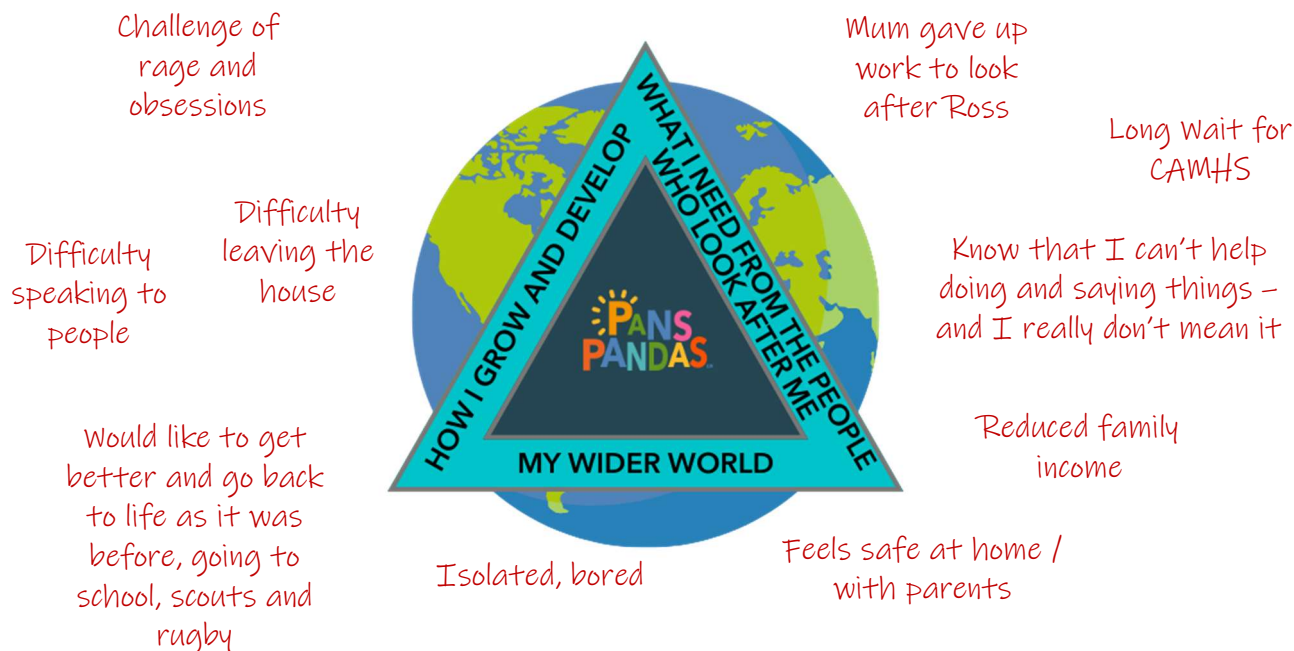 Challenge of
rage and
obsessions
Mum gave up
work to look
after Ross
Long Wait for
CAMHS
Difficulty
leaving the
house
Difficulty
speaking to
people
Know that I can't help
doing and saying things –
and I really don't mean it
HOW I GROW AND DEVELOP
WHAT I NEED FROM THE PEOPLE
WHO LOOK AFTER ME
PANS
PANDAS
MY WIDER WORLD
Would like to get
better and go back
to life as it was
before, going to
school, scouts and
rugby
Reduced family
income
Isolated, bored
Feels safe at home /
with parents